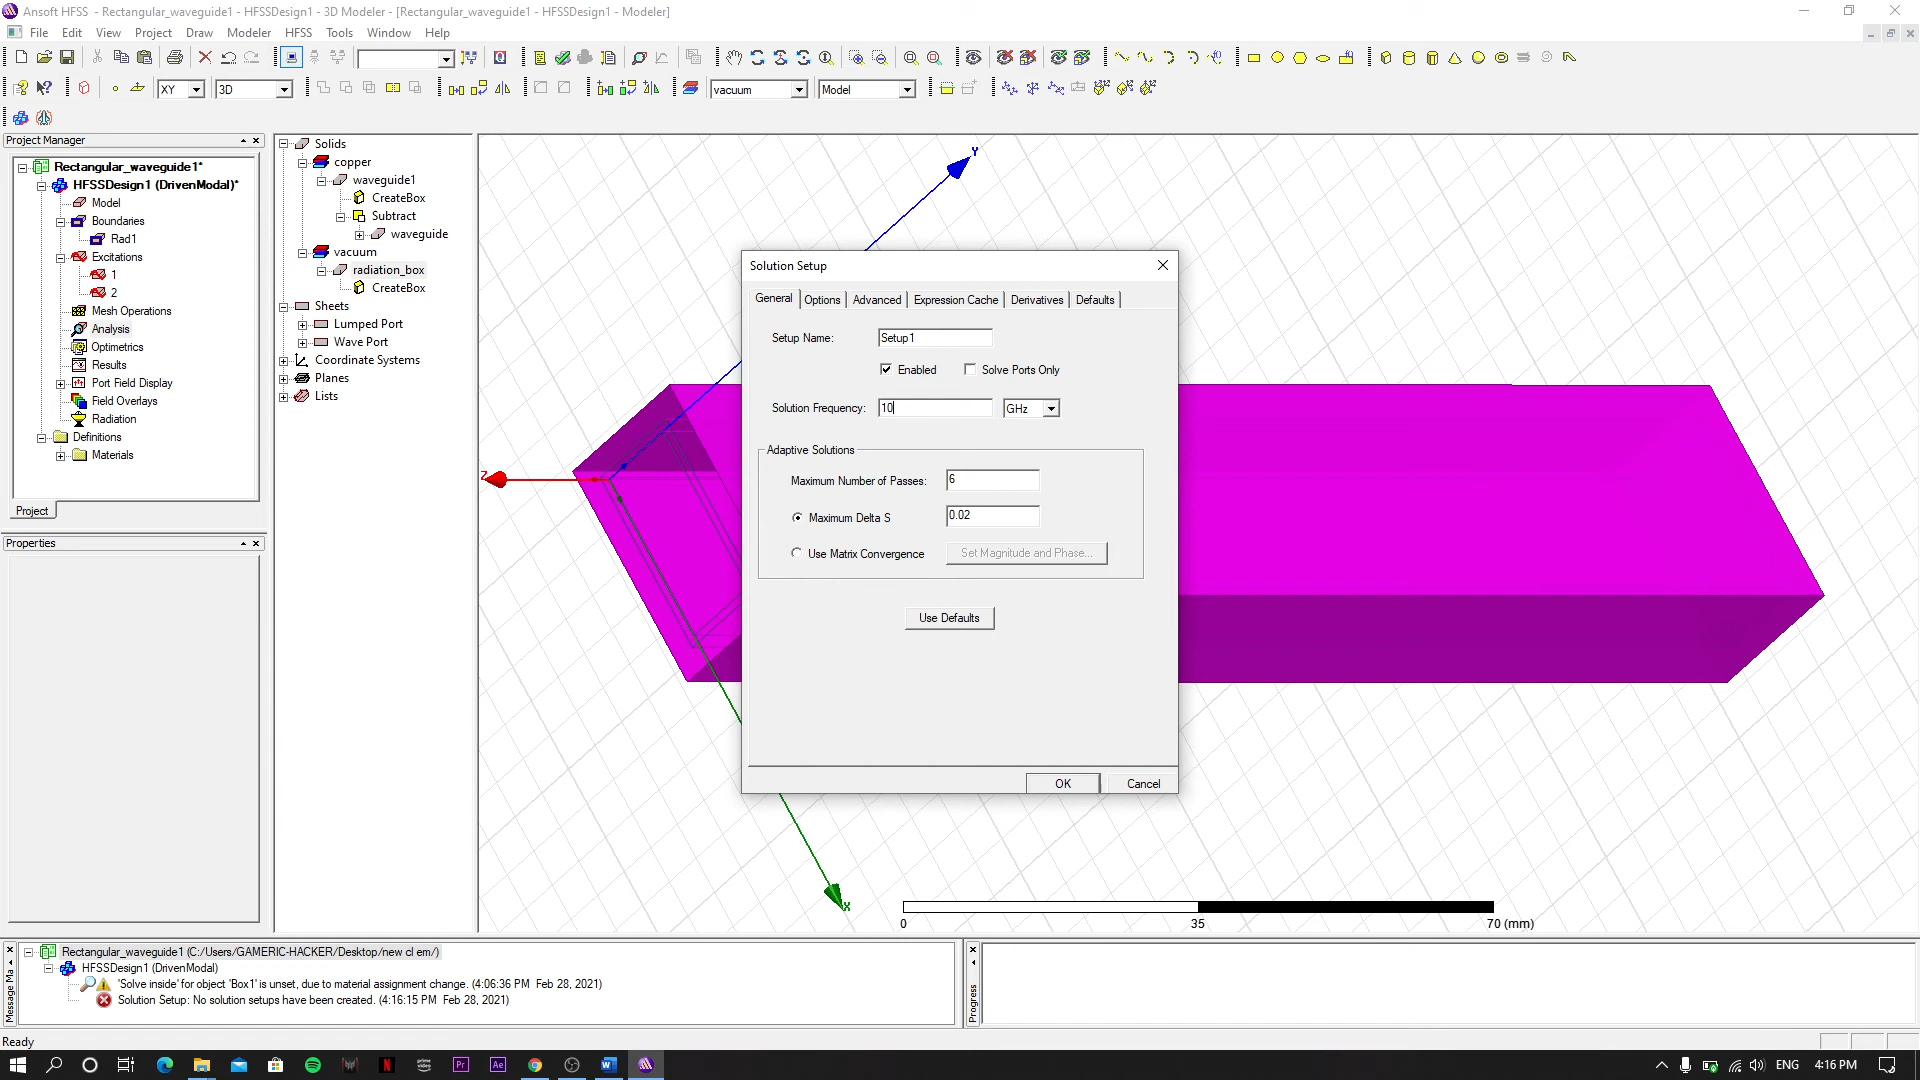 Ansoft HFSS - Rectangular_waveguide1 - HFSSDesign1 - 3D Modeler - [Rectangular_waveguide1 - HFSSDesign1 - Modeler]
File Edit View Project Draw Modeler HFSS Tools Window Help
XY 3D vacuum Model
Project Manager
Rectangular_waveguide1*
HFSSDesign1 (DrivenModal)*
Model
Boundaries
Rad1
Excitations
1
2
Mesh Operations
Analysis
Optimetrics
Results
Port Field Display
Field Overlays
Radiation
Definitions
Materials
Project
Properties
Solids
copper
waveguide1
CreateBox
Subtract
waveguide
vacuum
radiation_box
CreateBox
Sheets
Lumped Port
Wave Port
Coordinate Systems
Planes
Lists
Y
Z
X
0 35 70 (mm)
Solution Setup
General Options Advanced Expression Cache Derivatives Defaults
Setup Name: Setup1
Enabled Solve Ports Only
Solution Frequency: 10 GHz
Adaptive Solutions
Maximum Number of Passes: 6
Maximum Delta S 0.02
Use Matrix Convergence Set Magnitude and Phase...
Use Defaults
OK Cancel
Message Ma
Rectangular_waveguide1 (C:/Users/GAMERIC-HACKER/Desktop/new cl em/)
HFSSDesign1 (DrivenModal)
'Solve inside' for object 'Box1' is unset, due to material assignment change. (4:06:36 PM Feb 28, 2021)
Solution Setup: No solution setups have been created. (4:16:15 PM Feb 28, 2021)
Progress
Ready
Pr Ae
ENG 4:16 PM